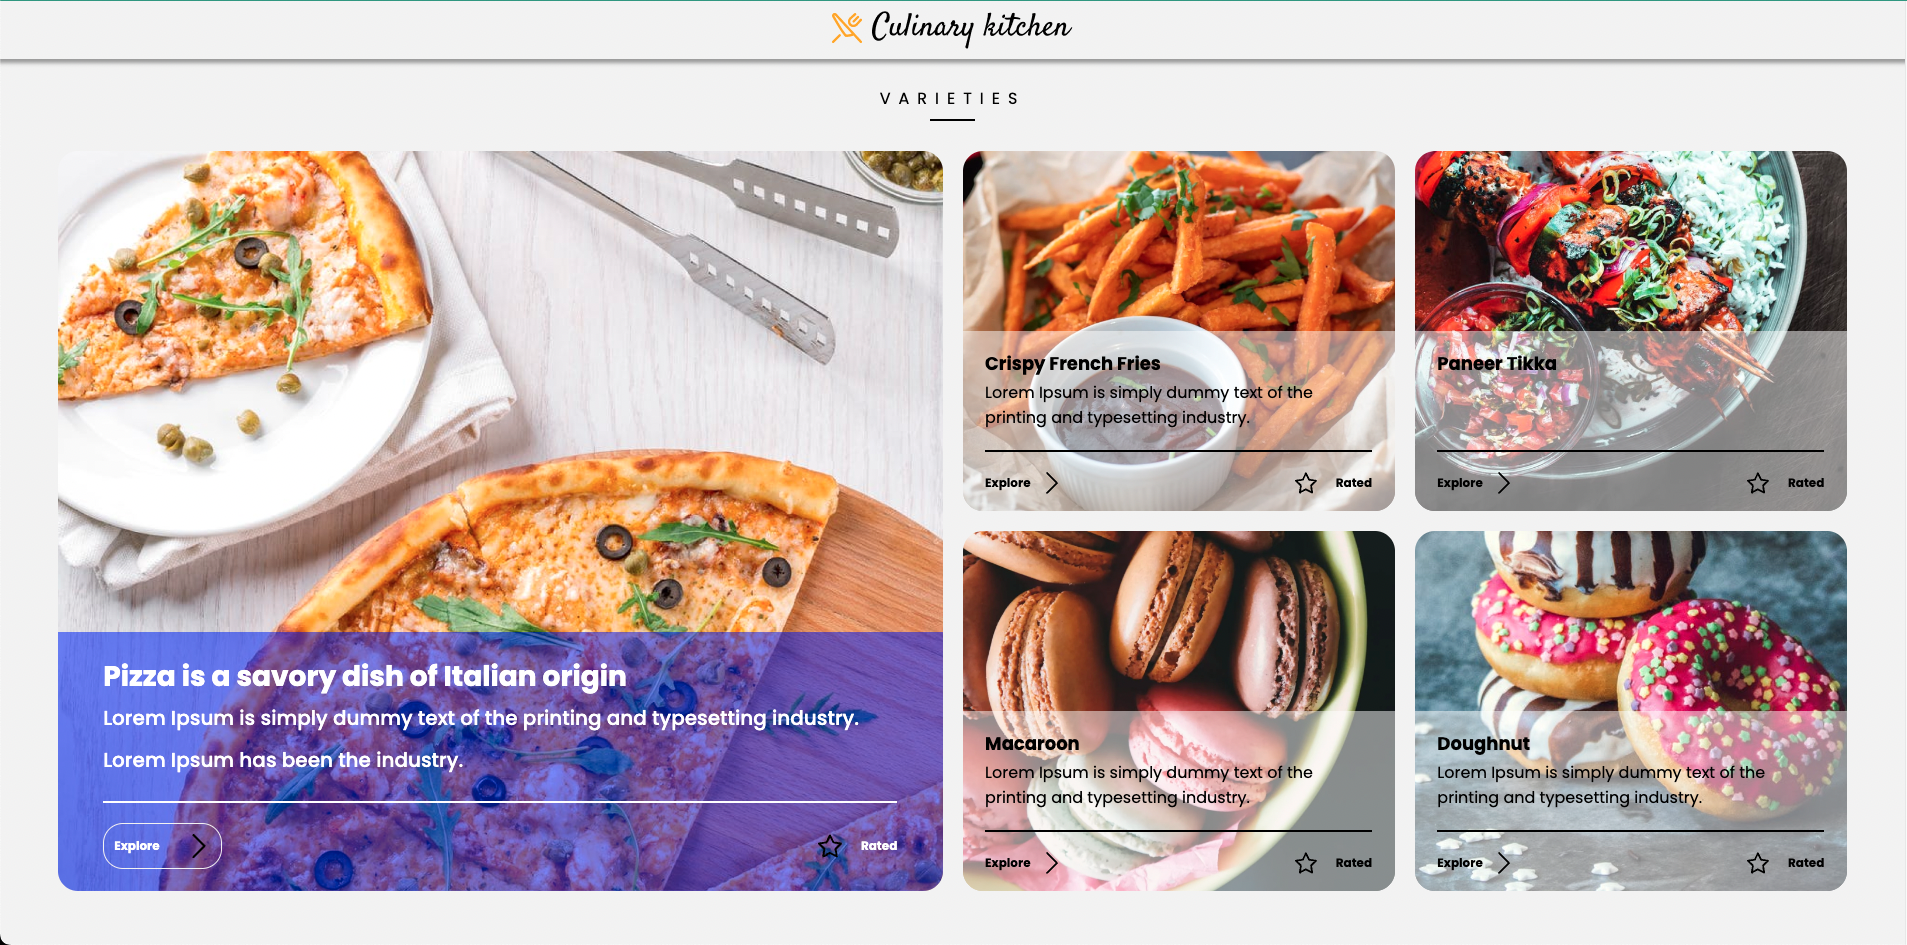 Culinary kitchen
VARIETIES
Pizza is a savory dish of Italian origin
Lorem Ipsum is simply dummy text of the printing and typesetting industry.
Lorem Ipsum has been the industry.
Explore
Rated
Crispy French Fries
Lorem Ipsum is simply dummy text of the
printing and typesetting industry.
Explore
Rated
Paneer Tikka
Explore
Rated
Macaroon
Lorem Ipsum is simply dummy text of the
printing and typesetting industry.
Explore
Rated
Doughnut
Lorem Ipsum is simply dummy text of the
printing and typesetting industry.
Explore
Rated